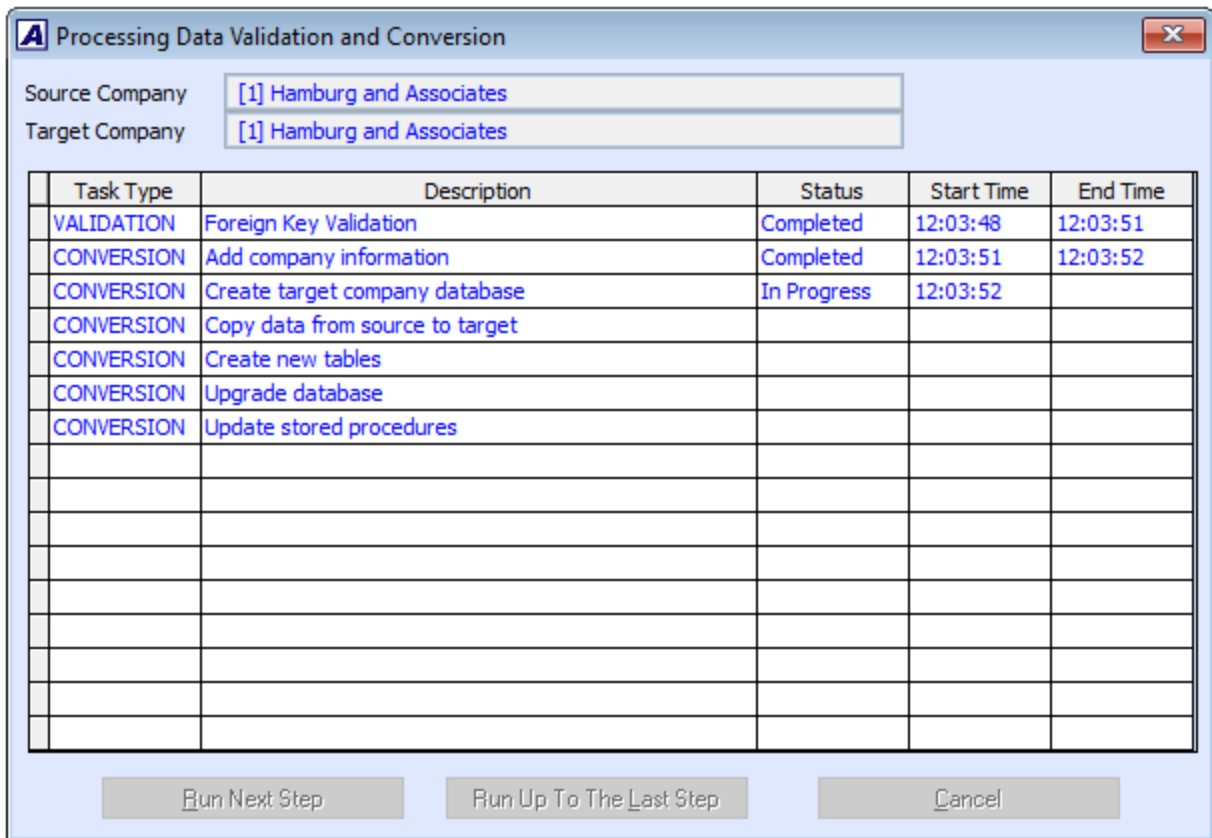 A Processing Data Validation and Conversion
Source Company [1] Hamburg and Associates
Target Company [1] Hamburg and Associates
Task Type Description Status Start Time End Time
VALIDATION Foreign Key Validation Completed 12:03:48 12:03:51
CONVERSION Add company information Completed 12:03:51 12:03:52
CONVERSION Create target company database In Progress 12:03:52
CONVERSION Copy data from source to target
CONVERSION Create new tables
CONVERSION Upgrade database
CONVERSION Update stored procedures
Run Next Step Run Up To The Last Step Cancel